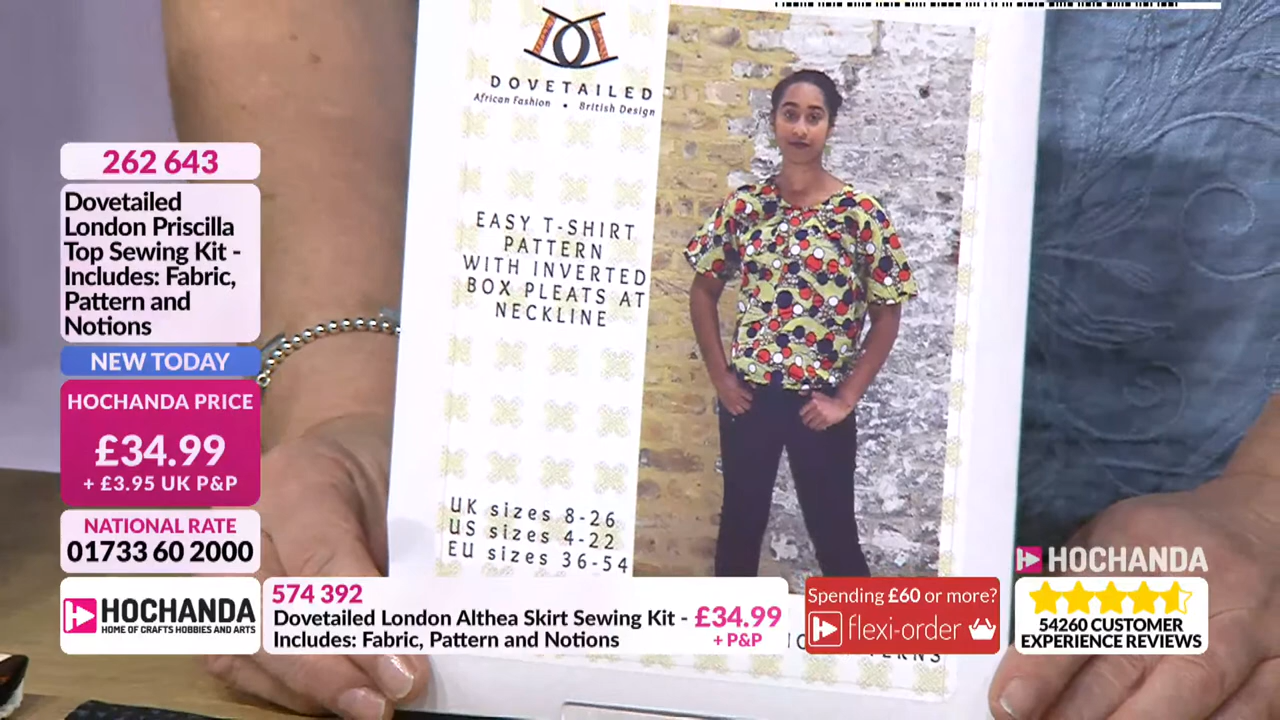 DOVETAILED
African Fashion • British Design
EASY T-SHIRT
PATTERN
WITH INVERTED
BOX PLEATS AT
NECKLINE
UK sizes 8-26
US sizes 4-22
EU sizes 36-54
262 643
Dovetailed
London Priscilla
Top Sewing Kit -
Includes: Fabric,
Pattern and
Notions
NEW TODAY
HOCHANDA PRICE
£34.99
+ £3.95 UK P&P
NATIONAL RATE
01733 60 2000
HOCHANDA
HOME OF CRAFTS HOBBIES AND ARTS
574 392
Dovetailed London Althea Skirt Sewing Kit -
Includes: Fabric, Pattern and Notions
£34.99
+ P&P
Spending £60 or more?
flexi-order
HOCHANDA
54260 CUSTOMER
EXPERIENCE REVIEWS